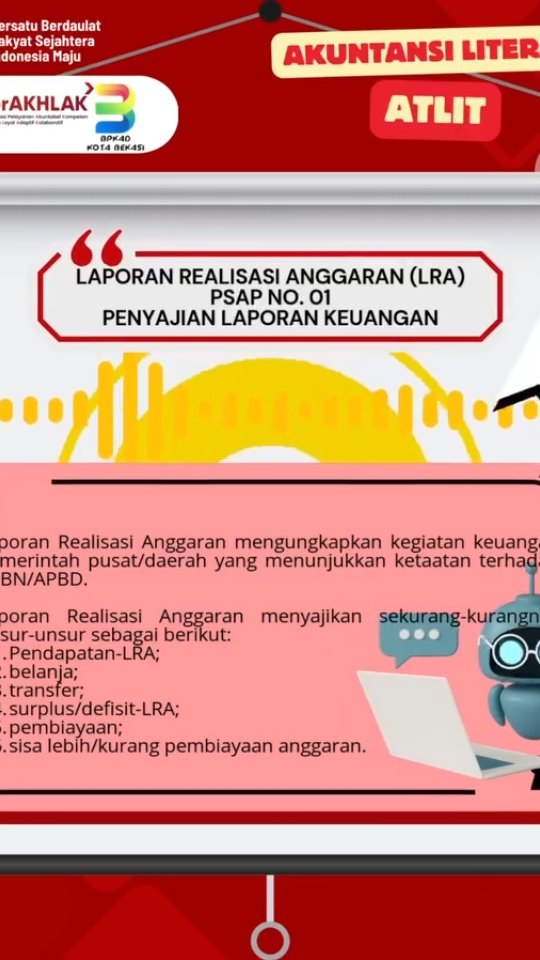 ersatu Berdaulat
akyat Sejahtera
donesia Maju
AKUNTANSI LITER
ATLIT
rAKHLAK
BPKAD
KOTA BEKASI
LAPORAN REALISASI ANGGARAN (LRA)
PSAP NO. 01
PENYAJIAN LAPORAN KEUANGAN
poran Realisasi Anggaran mengungkapkan kegiatan keuanga
merintah pusat/daerah yang menunjukkan ketaatan terhada
BN/APBD.
poran Realisasi Anggaran menyajikan sekurang-kurangn
sur-unsur sebagai berikut:
. Pendapatan-LRA;
. belanja;
. transfer;
. surplus/defisit-LRA;
. pembiayaan;
. sisa lebih/kurang pembiayaan anggaran.